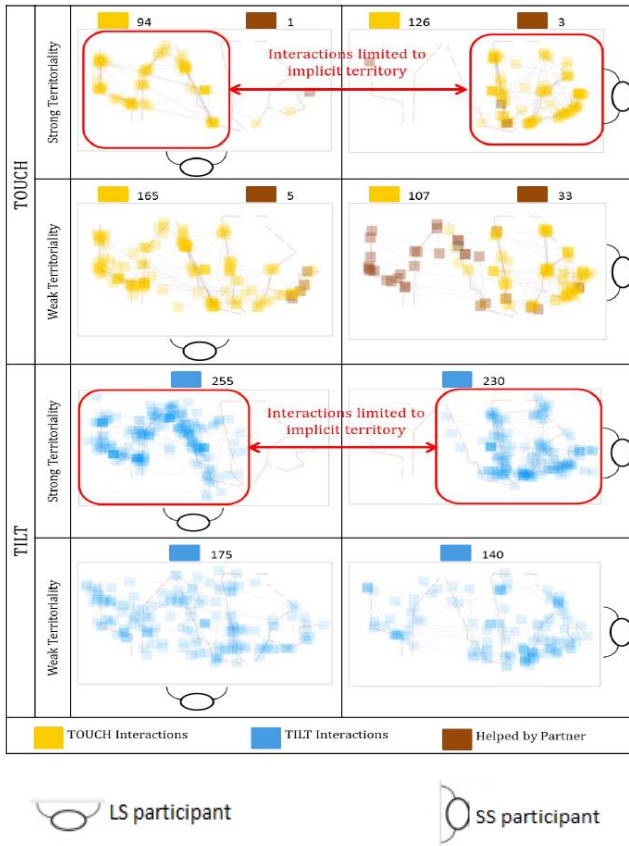 94 1 126 3
Interactions limited to
implicit territory
Strong Territoriality
TOUCH
165 5 107 33
Weak Territoriality
255 230
Interactions limited to
implicit territory
Strong Territoriality
TILT
175 140
Weak Territoriality
TOUCH Interactions TILT Interactions Helped by Partner
LS participant SS participant